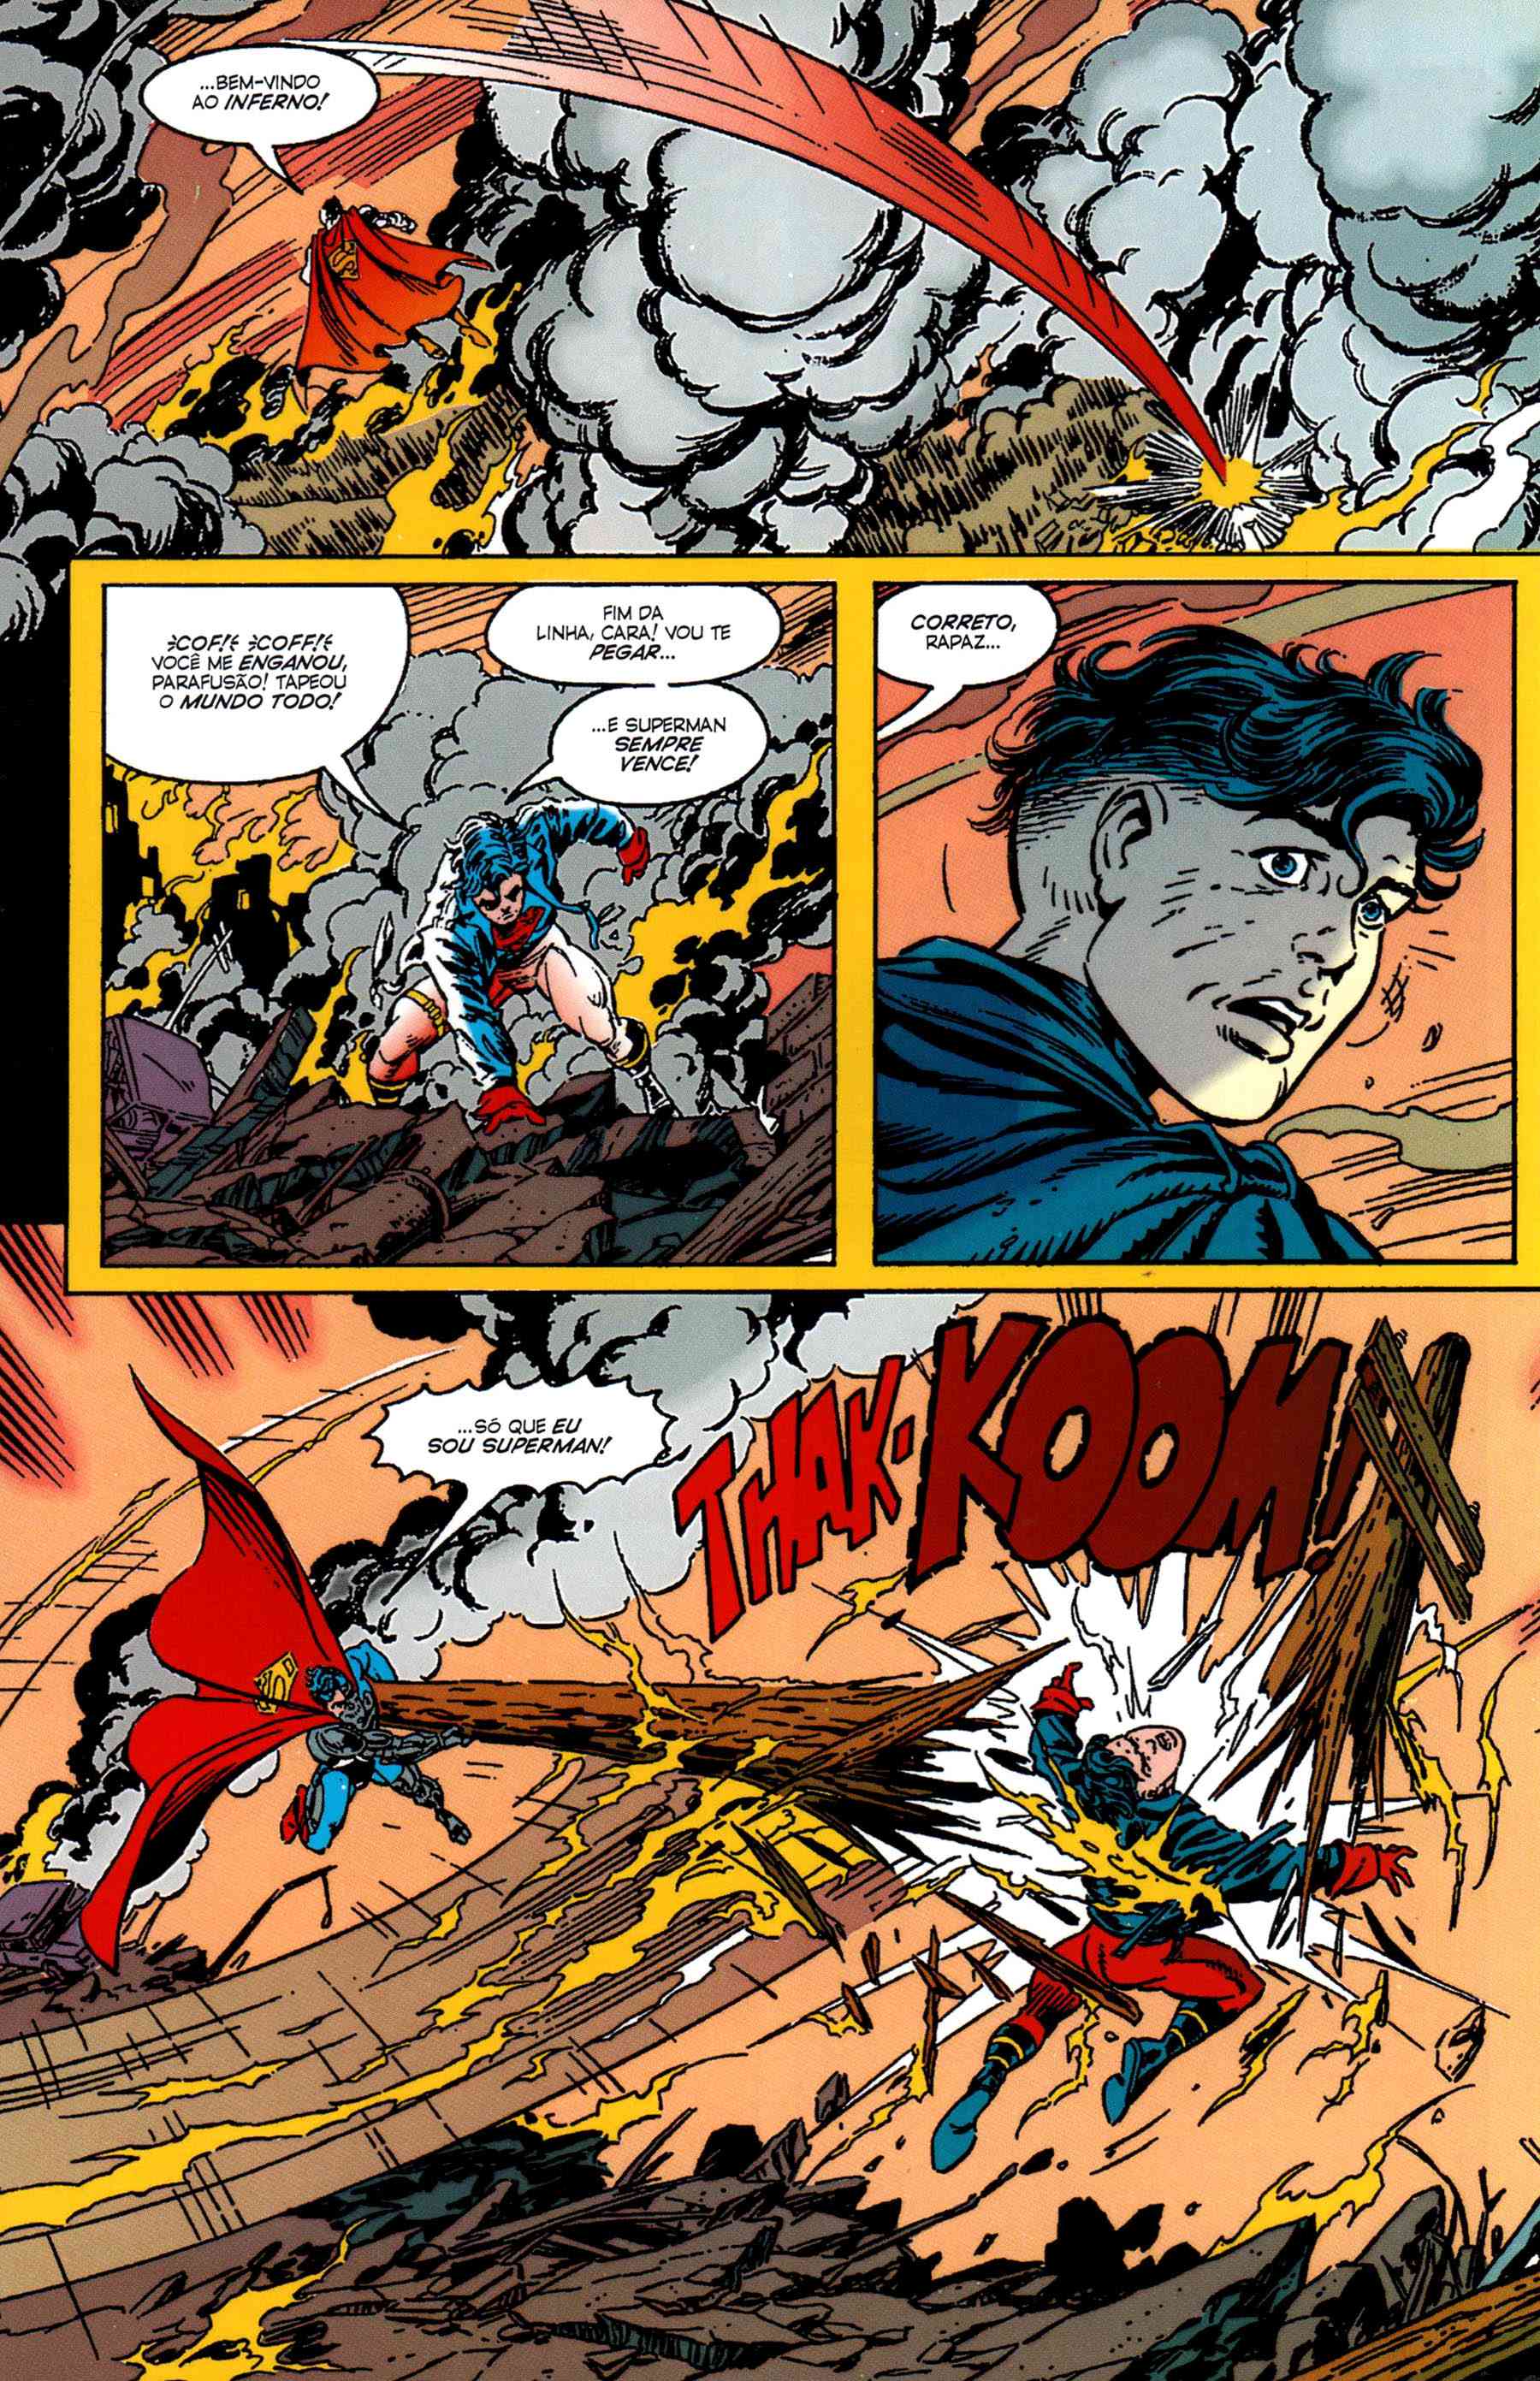 ...BEM-VINDO
AO INFERNO!
COF! COFF!
VOCÊ ME ENGANOU,
PARAFUSÃO! TAPEOU
O MUNDO TODO!
FIM DA
LINHA, CARA! VOU TE
PEGAR...
...E SUPERMAN
SEMPRE
VENCE!
CORRETO,
RAPAZ...
...SÓ QUE EU
SOU SUPERMAN!
THAK-KOOM!